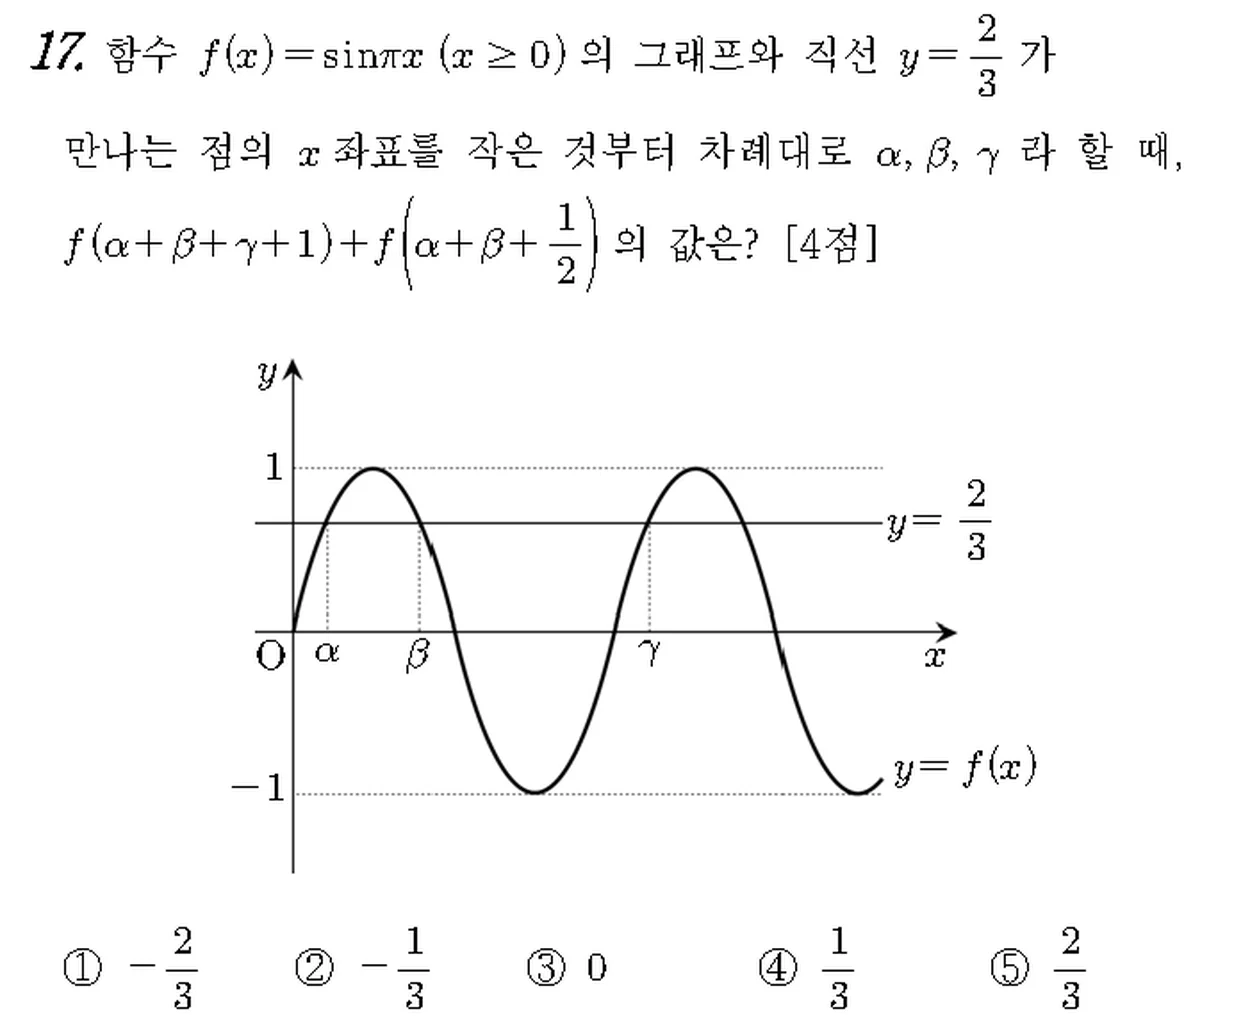 17. 함수 f(x)=sinπx (x≥0)의 그래프와 직선 y=2/3 가
만나는 점의 x좌표를 작은 것부터 차례대로 α, β, γ 라 할 때,
f(α+β+γ+1)+f(α+β+1/2)의 값은? [4점]
y
1
y= 2/3
O α β γ x
-1
y= f(x)
① -2/3 ② -1/3 ③ 0 ④ 1/3 ⑤ 2/3